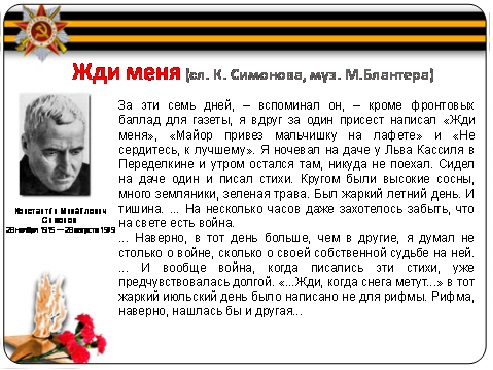 Жди меня (сл. К. Симонова, муз. М.Блантера)
За эти семь дней, – вспоминал он, – кроме фронтовых
баллад для газеты, я вдруг за один присест написал «Жди
меня», «Майор привез мальчишку на лафете» и «Не
сердитесь, к лучшему». Я ночевал на даче у Льва Кассиля в
Переделкине и утром остался там, никуда не поехал. Сидел
на даче один и писал стихи. Кругом были высокие сосны,
много земляники, зеленая трава. Был жаркий летний день. И
тишина. ... На несколько часов даже захотелось забыть, что
на свете есть война.
... Наверно, в тот день больше, чем в другие, я думал не
столько о войне, сколько о своей собственной судьбе на ней.
... И вообще война, когда писались эти стихи, уже
предчувствовалась долгой. «...Жди, когда снега метут...» в тот
жаркий июльский день было написано не для рифмы. Рифма,
наверно, нашлась бы и другая...
Константин Михайлович
Симонов
28 ноября 1915 — 28 августа 1979